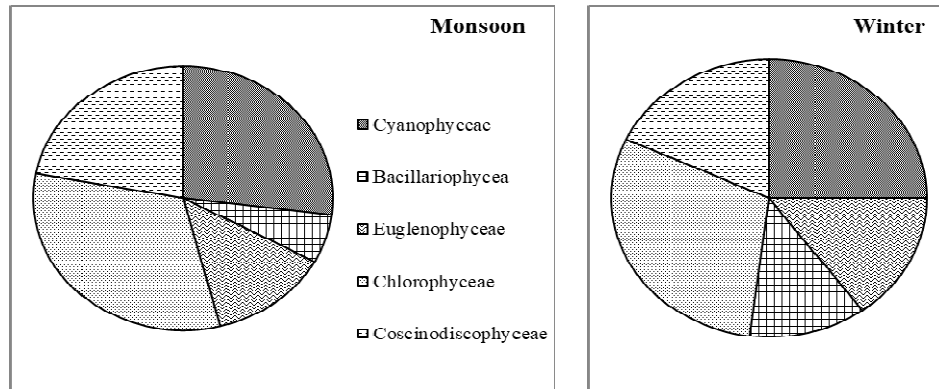 Monsoon
Cyanophyceae
Bacillariophycea
Euglenophyceae
Chlorophyceae
Coscinodiscophyceae
Winter